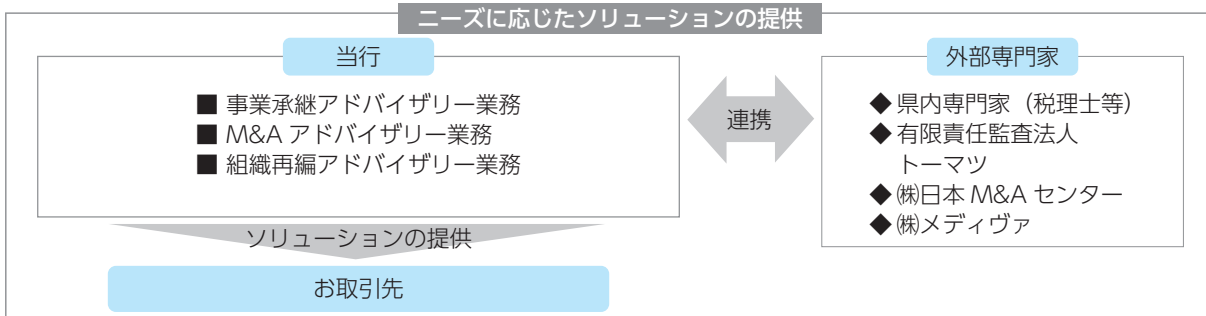 ニーズに応じたソリューションの提供
当行
■ 事業承継アドバイザリー業務
■ M&A アドバイザリー業務
■ 組織再編アドバイザリー業務
連携
外部専門家
◆ 県内専門家（税理士等）
◆ 有限責任監査法人
トーマツ
◆ ㈱日本 M&A センター
◆ ㈱メディヴァ
ソリューションの提供
お取引先